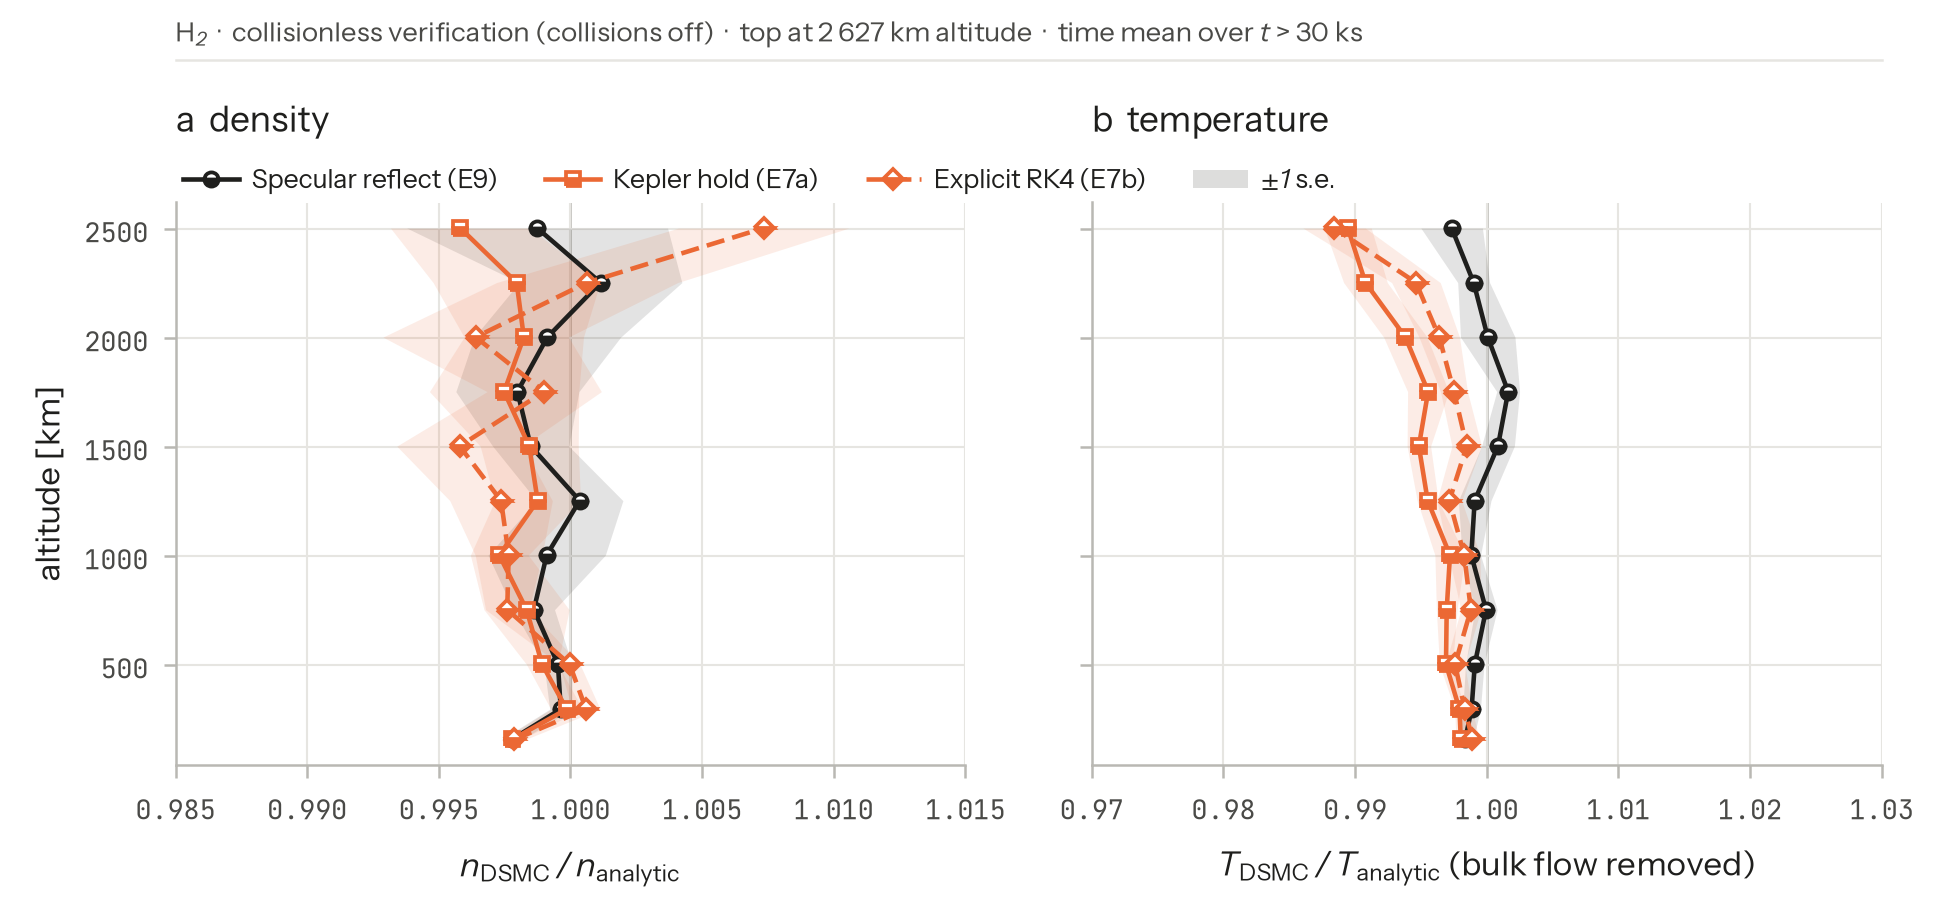 H2 · collisionless verification (collisions off) · top at 2 627 km altitude · time mean over t > 30 ks
a density
b temperature
Specular reflect (E9)
Kepler hold (E7a)
Explicit RK4 (E7b)
±1 s.e.
altitude [km]
2500
2000
1500
1000
500
0.985 0.990 0.995 1.000 1.005 1.010 1.015
0.97 0.98 0.99 1.00 1.01 1.02 1.03
nDSMC / nanalytic
TDSMC / Tanalytic (bulk flow removed)